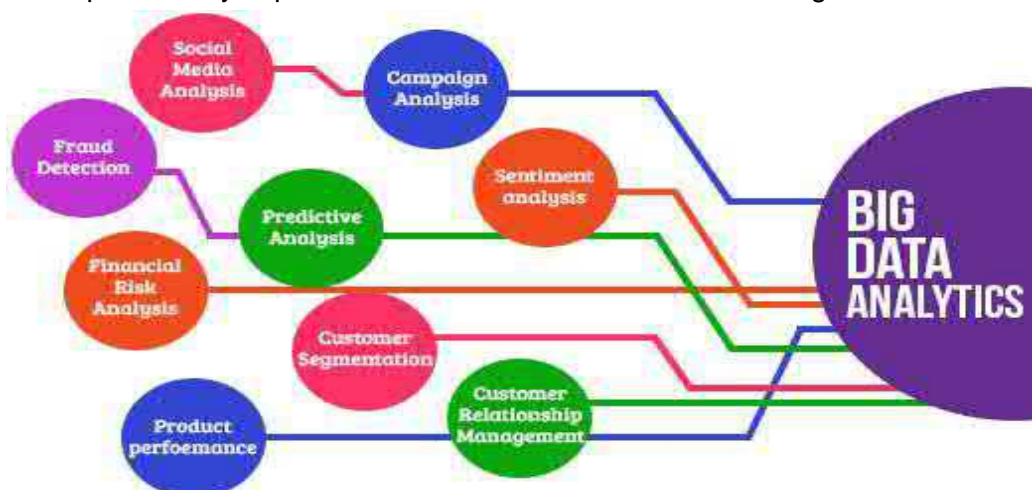 Social
Media
Analysis
Campaign
Analysis
Fraud
Detection
Sentiment
analysis
Predictive
Analysis
BIG
DATA
ANALYTICS
Financial
Risk
Analysis
Customer
Segmentation
Customer
Relationship
Management
Product
perfoemance